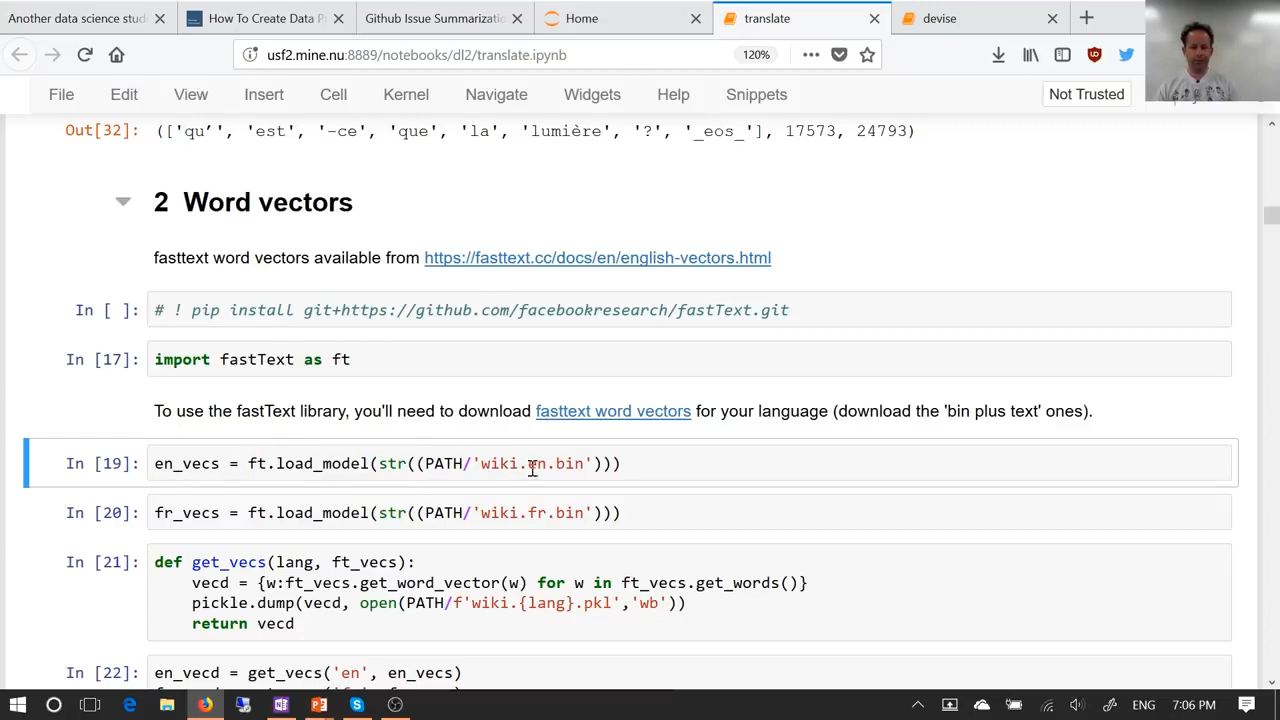 Another data science stud
How To Create Data P
Github Issue Summarizatio
Home
translate
devise
usf2.mine.nu:8889/notebooks/dl2/translate.ipynb
120%
File Edit View Insert Cell Kernel Navigate Widgets Help Snippets
Not Trusted
Out[32]: (['qu’', 'est', '-ce', 'que', 'la', 'lumière', '?', '_eos_'], 17573, 24793)
2 Word vectors
fasttext word vectors available from https://fasttext.cc/docs/en/english-vectors.html
In [ ]: # ! pip install git+https://github.com/facebookresearch/fastText.git
In [17]: import fastText as ft
To use the fastText library, you'll need to download fasttext word vectors for your language (download the 'bin plus text' ones).
In [19]: en_vecs = ft.load_model(str((PATH/'wiki.en.bin')))
In [20]: fr_vecs = ft.load_model(str((PATH/'wiki.fr.bin')))
In [21]: def get_vecs(lang, ft_vecs):
vecd = {w:ft_vecs.get_word_vector(w) for w in ft_vecs.get_words()}
pickle.dump(vecd, open(PATH/f'wiki.{lang}.pkl','wb'))
return vecd
In [22]: en_vecd = get_vecs('en', en_vecs)
ENG
7:06 PM